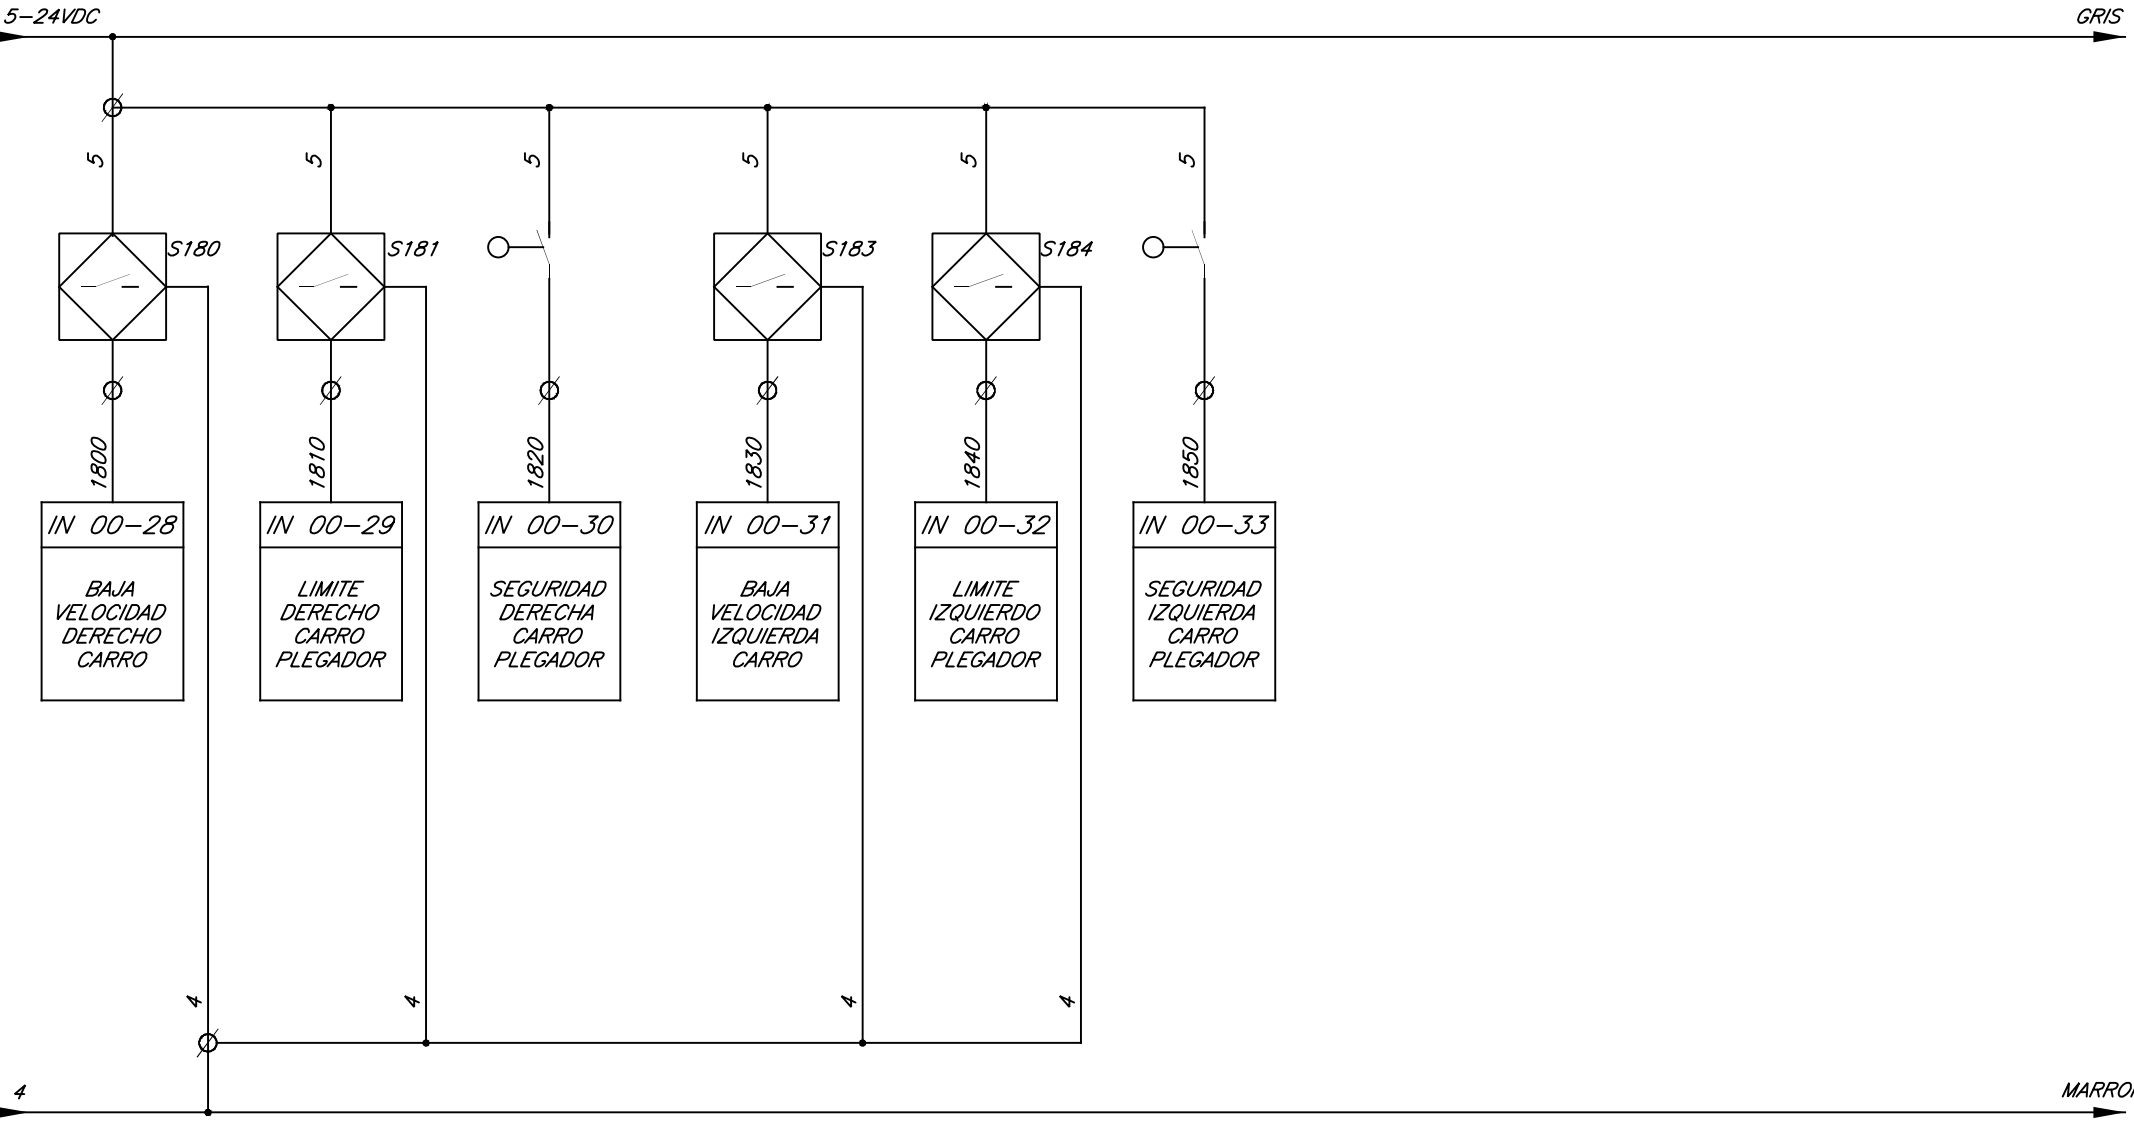 5-24VDC
GRIS
5
5
5
5
5
5
S180
S181
S183
S184
1800
1810
1820
1830
1840
1850
IN 00-28
BAJA
VELOCIDAD
DERECHO
CARRO
IN 00-29
LIMITE
DERECHO
CARRO
PLEGADOR
IN 00-30
SEGURIDAD
DERECHA
CARRO
PLEGADOR
IN 00-31
BAJA
VELOCIDAD
IZQUIERDA
CARRO
IN 00-32
LIMITE
IZQUIERDO
CARRO
PLEGADOR
IN 00-33
SEGURIDAD
IZQUIERDA
CARRO
PLEGADOR
4
4
4
4
4